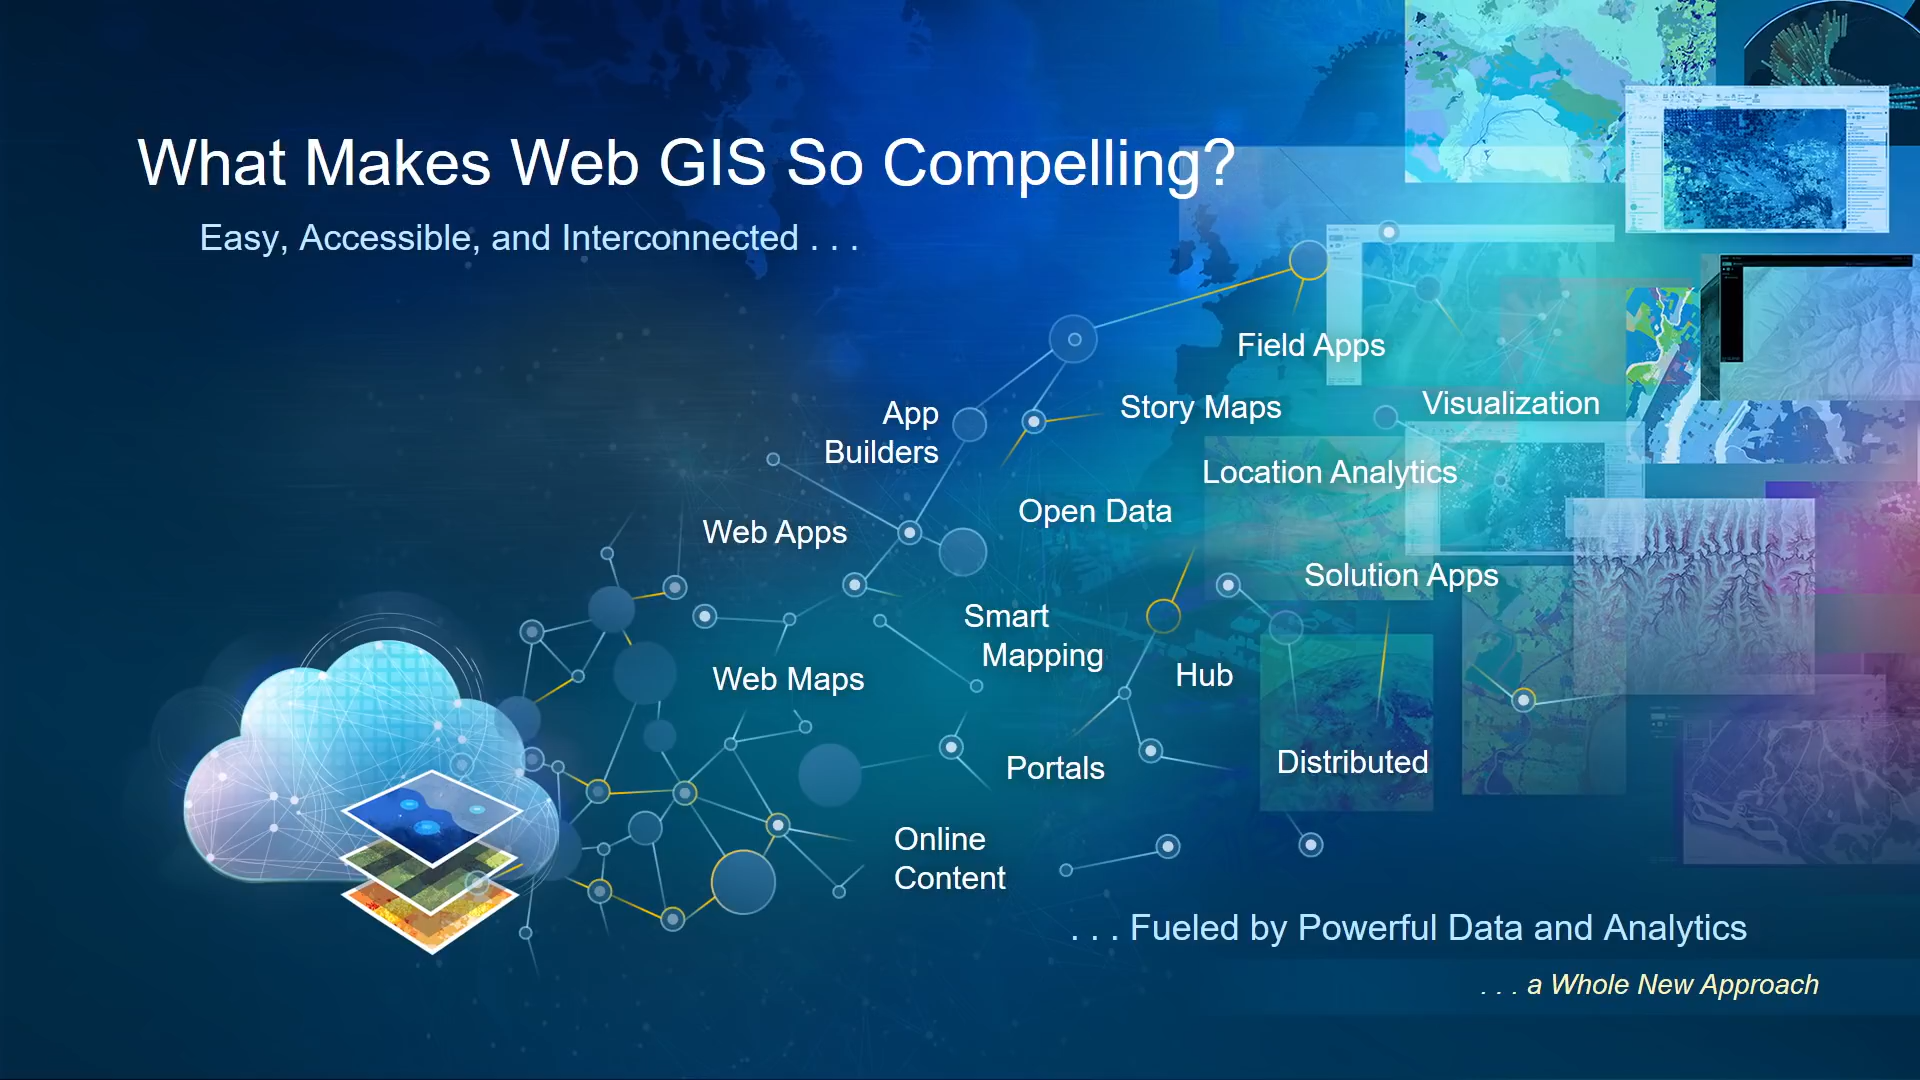 What Makes Web GIS So Compelling?
Easy, Accessible, and Interconnected . . .
Field Apps
Story Maps
Visualization
App
Builders
Location Analytics
Open Data
Web Apps
Solution Apps
Smart
Mapping
Web Maps
Hub
Portals
Distributed
Online
Content
. . . Fueled by Powerful Data and Analytics
. . . a Whole New Approach